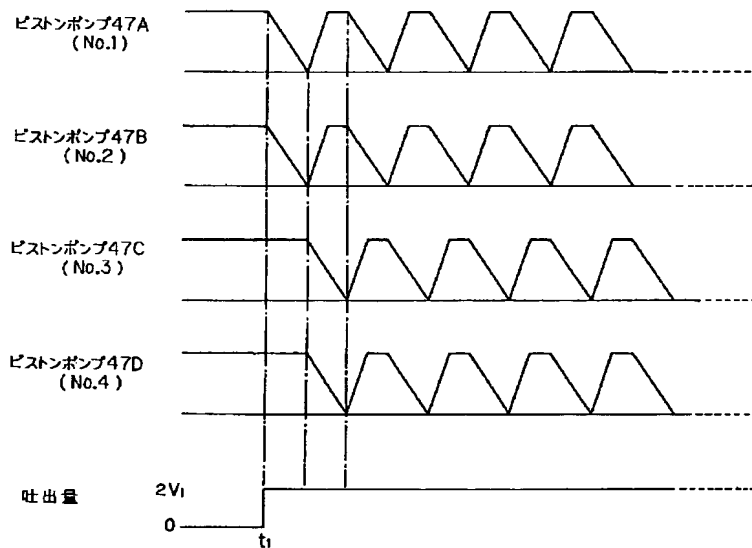 ピストンポンプ47A
(No.1)
ピストンポンプ47B
(No.2)
ピストンポンプ47C
(No.3)
ピストンポンプ47D
(No.4)
吐出量
2V₁
0
t₁